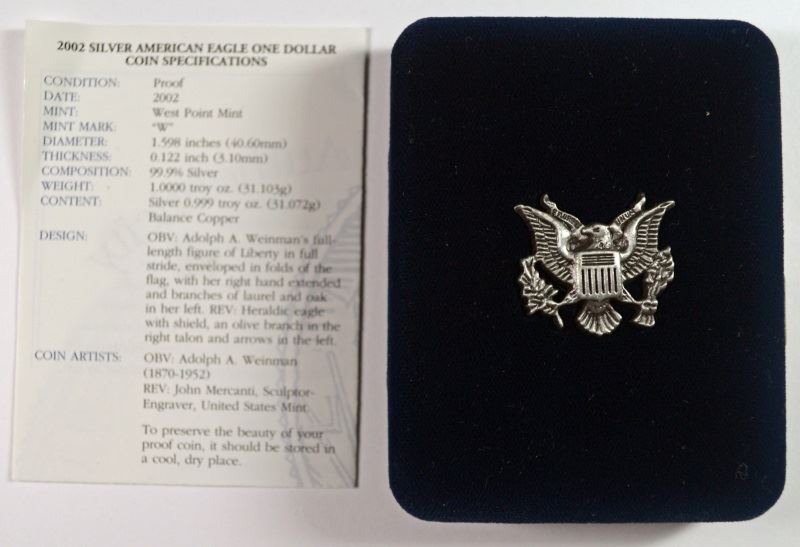 2002 SILVER AMERICAN EAGLE ONE DOLLAR
COIN SPECIFICATIONS
CONDITION: Proof
DATE: 2002
MINT: West Point Mint
MINT MARK: "W"
DIAMETER: 1.598 inches (40.60mm)
THICKNESS: 0.122 inch (3.10mm)
COMPOSITION: 99.9% Silver
WEIGHT: 1.0000 troy oz. (31.103g)
CONTENT: Silver 0.999 troy oz. (31.072g)
Balance Copper
DESIGN: OBV: Adolph A. Weinman's full-
length figure of Liberty in full
stride, enveloped in folds of the
flag, with her right hand extended
and branches of laurel and oak
in her left. REV: Heraldic eagle
with shield, an olive branch in the
right talon and arrows in the left.
COIN ARTISTS: OBV: Adolph A. Weinman
(1870-1952)
REV: John Mercanti, Sculptor-
Engraver, United States Mint
To preserve the beauty of your
proof coin, it should be stored in
a cool, dry place.